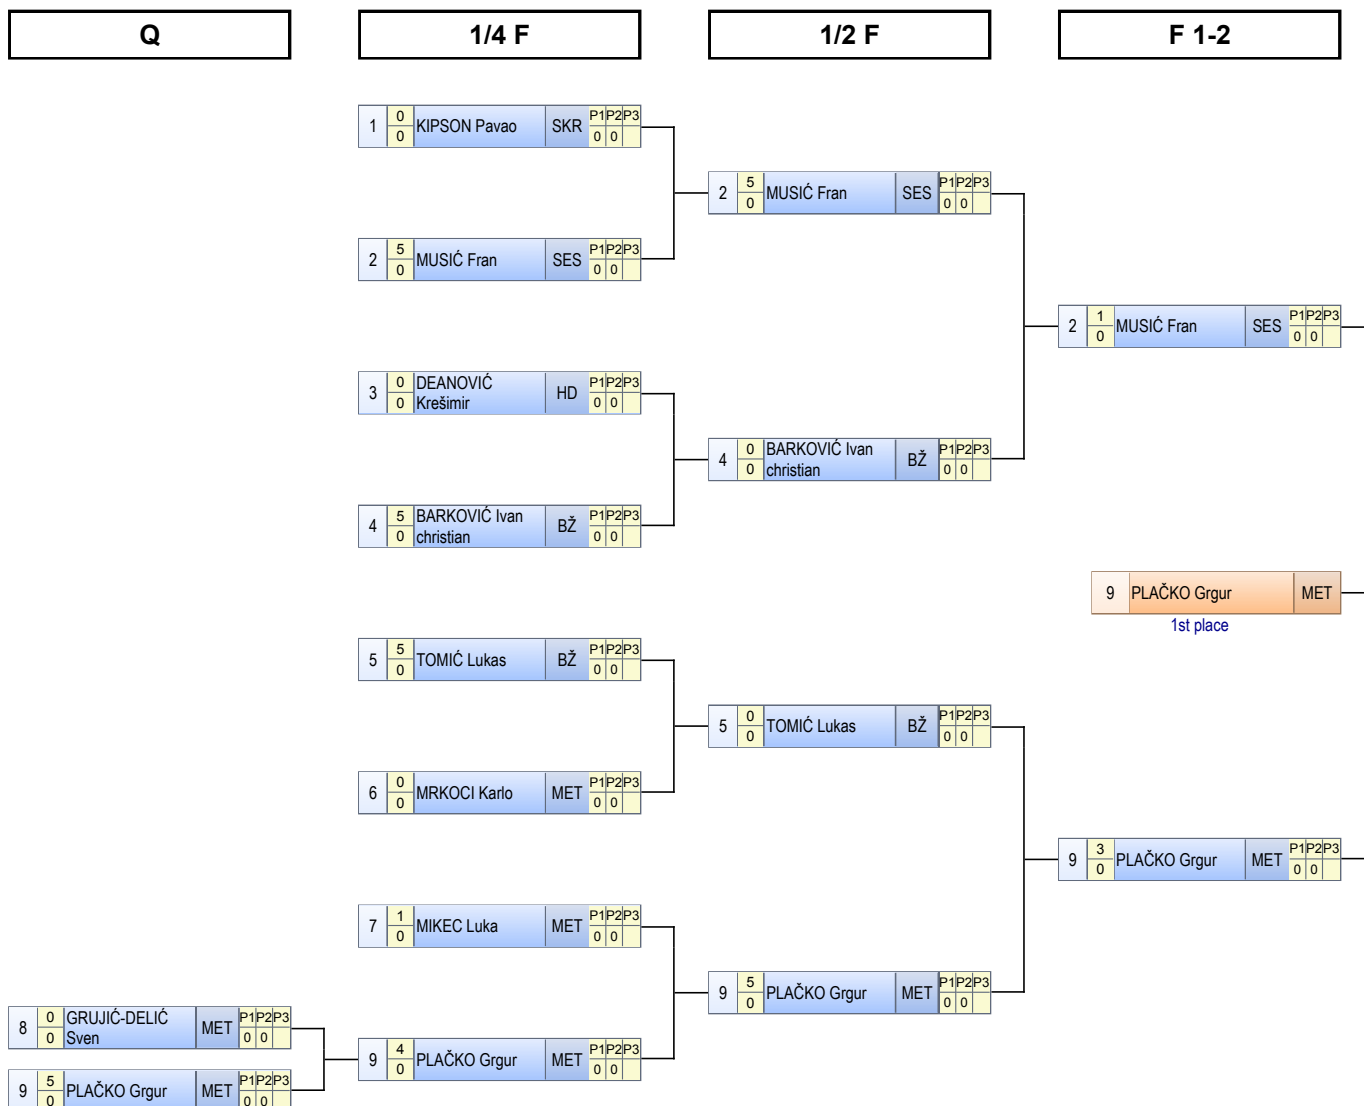 Q 1/4 F 1/2 F F 1-2
1 0 KIPSON Pavao SKR P1 P2 P3
0 0 0
2 5 MUSIĆ Fran SES P1 P2 P3
0 0 0
2 5 MUSIĆ Fran SES P1 P2 P3
0 0 0
2 1 MUSIĆ Fran SES P1 P2 P3
0 0 0
3 0 DEANOVIĆ HD P1 P2 P3
0 Krešimir 0 0
4 0 BARKOVIĆ Ivan BŽ P1 P2 P3
0 christian 0 0
4 5 BARKOVIĆ Ivan BŽ P1 P2 P3
0 christian 0 0
9 PLAČKO Grgur MET
1st place
5 5 TOMIĆ Lukas BŽ P1 P2 P3
0 0 0
5 0 TOMIĆ Lukas BŽ P1 P2 P3
0 0 0
6 0 MRKOCI Karlo MET P1 P2 P3
0 0 0
9 3 PLAČKO Grgur MET P1 P2 P3
0 0 0
7 1 MIKEC Luka MET P1 P2 P3
0 0 0
9 5 PLAČKO Grgur MET P1 P2 P3
0 0 0
8 0 GRUJIĆ-DELIĆ MET P1 P2 P3
0 Sven 0 0
9 4 PLAČKO Grgur MET P1 P2 P3
0 0 0
9 5 PLAČKO Grgur MET P1 P2 P3
0 0 0